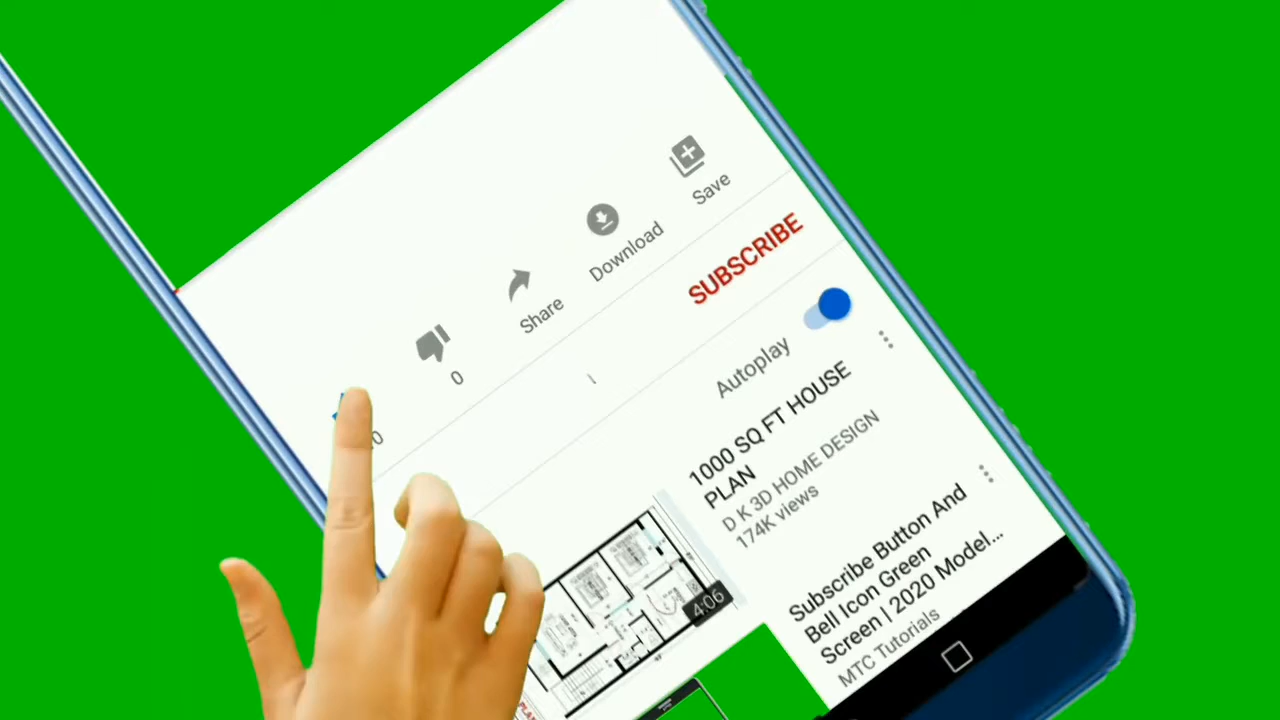 Save
Download
Share
0
SUBSCRIBE
Autoplay
1000 SQ FT HOUSE
PLAN
D K 3D HOME DESIGN
174K views
4:06
Subscribe Button And
Bell Icon Green
Screen | 2020 Model...
MTC Tutorials